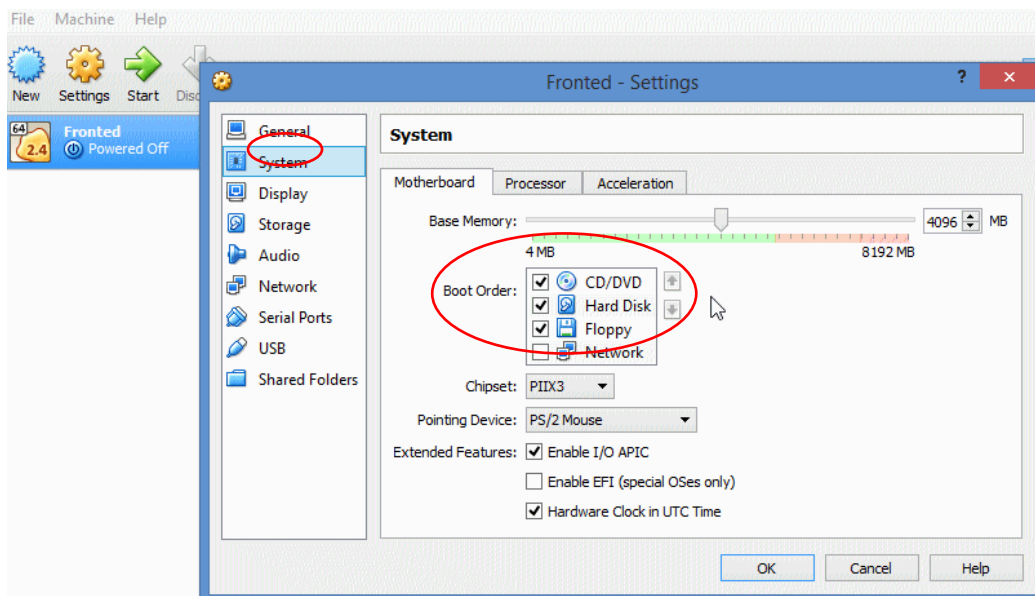 File Machine Help
New Settings Start Disc
Fronted - Settings ?
64 Fronted
2.4 Powered Off
General
System
Display
Storage
Audio
Network
Serial Ports
USB
Shared Folders
System
Motherboard Processor Acceleration
Base Memory: 4096 MB
4 MB 8192 MB
Boot Order: CD/DVD
Hard Disk
Floppy
Network
Chipset: PIIX3
Pointing Device: PS/2 Mouse
Extended Features: Enable I/O APIC
Enable EFI (special OSes only)
Hardware Clock in UTC Time
OK Cancel Help